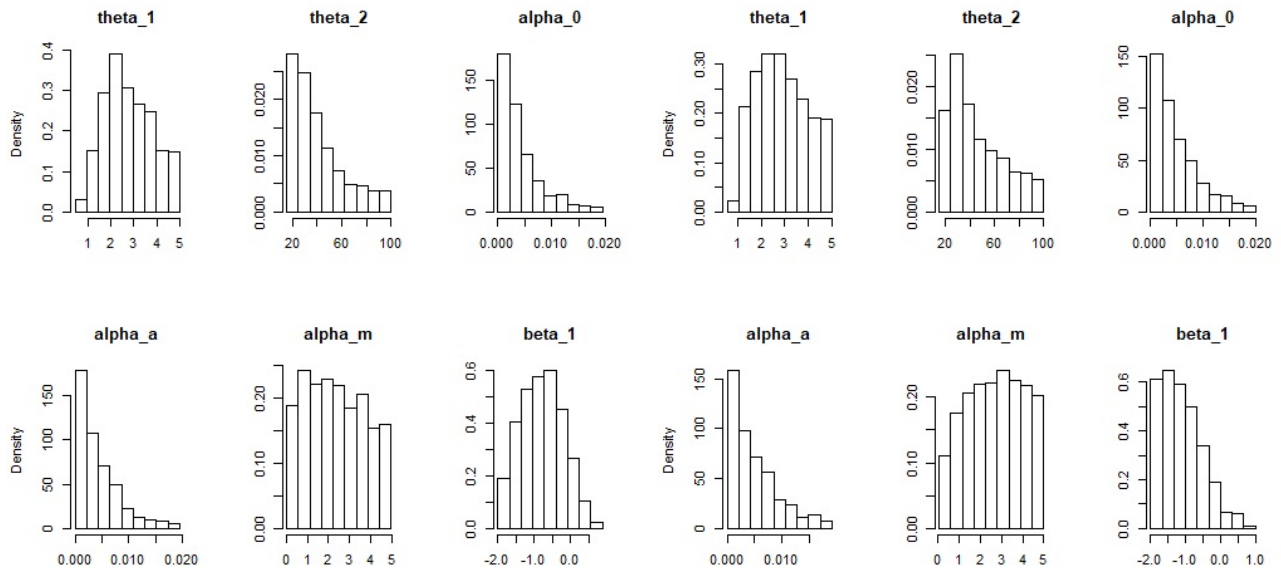 theta_1 theta_2 alpha_0 theta_1 theta_2 alpha_0
Density
0.0 0.1 0.2 0.3 0.4
0.000 0.010 0.020
0 50 100 150
Density
0.00 0.10 0.20 0.30
0.000 0.010 0.020
0 50 100 150
1 2 3 4 5
20 60 100
0.000 0.010 0.020
1 2 3 4 5
20 60 100
0.000 0.010 0.020
alpha_a alpha_m beta_1 alpha_a alpha_m beta_1
Density
0 50 100 150
0.00 0.10 0.20
0.0 0.2 0.4 0.6
Density
0 50 100 150
0.00 0.10 0.20
0.0 0.2 0.4 0.6
0.000 0.010 0.020
0 1 2 3 4 5
-2.0 -1.0 0.0
0.000 0.010
0 1 2 3 4 5
-2.0 -1.0 0.0 1.0